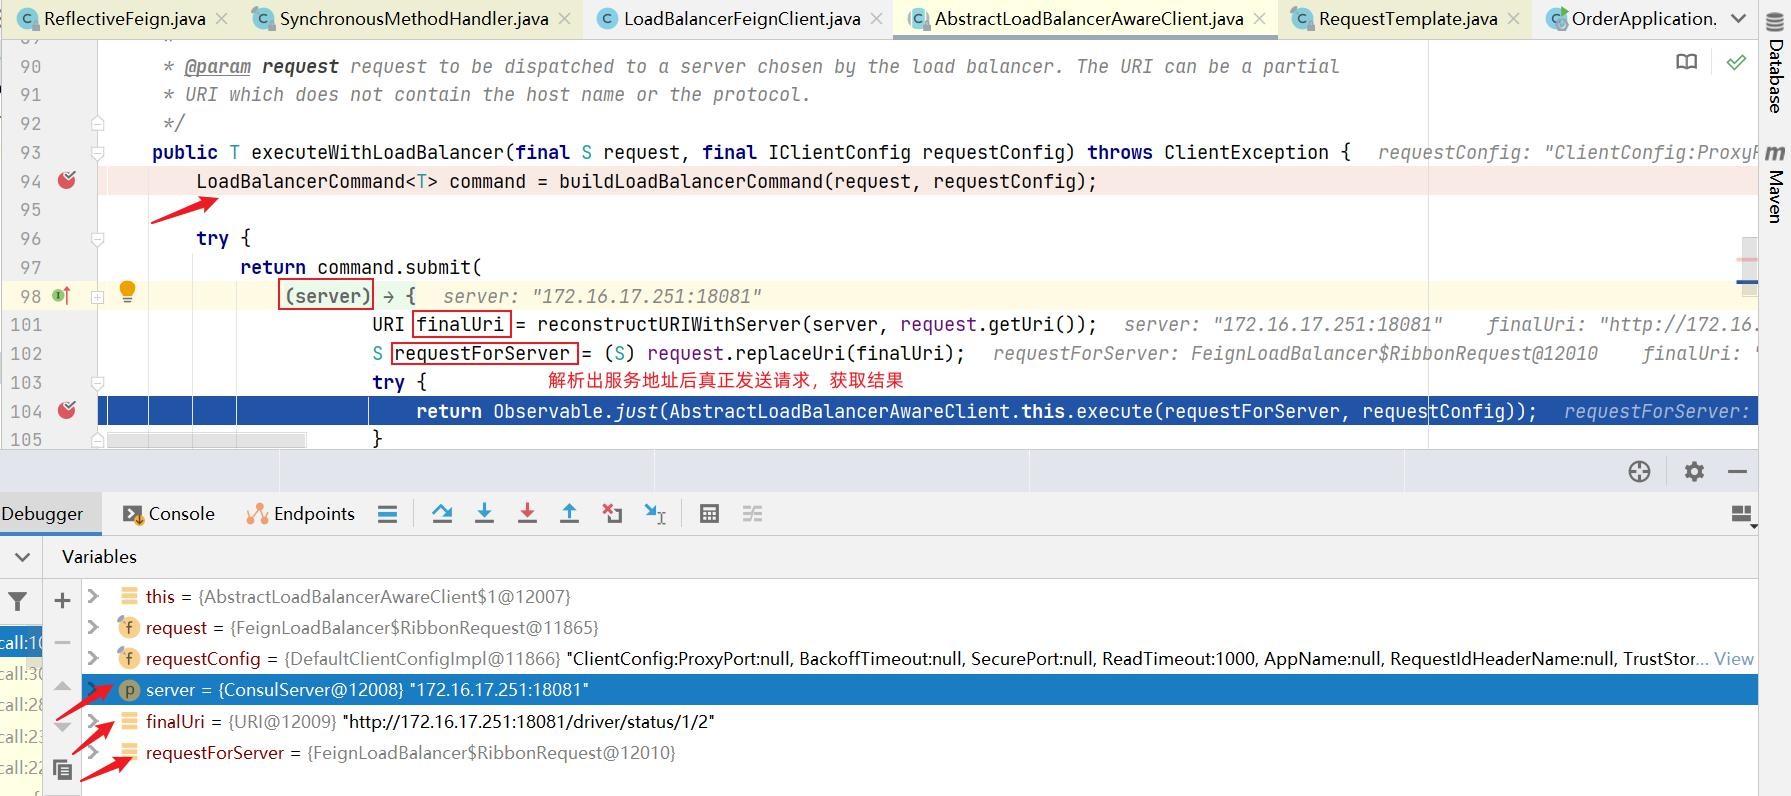 ReflectiveFeign.java
SynchronousMethodHandler.java
LoadBalancerFeignClient.java
AbstractLoadBalancerAwareClient.java
RequestTemplate.java
OrderApplication.
90 * @param request request to be dispatched to a server chosen by the load balancer. The URI can be a partial
91 * URI which does not contain the host name or the protocol.
92 */
93 public T executeWithLoadBalancer(final S request, final IClientConfig requestConfig) throws ClientException { requestConfig: "ClientConfig:ProxyP
94 LoadBalancerCommand<T> command = buildLoadBalancerCommand(request, requestConfig);
95
96 try {
97 return command.submit(
98 (server) → { server: "172.16.17.251:18081"
101 URI finalUri = reconstructURIWithServer(server, request.getUri()); server: "172.16.17.251:18081" finalUri: "http://172.16.
102 S requestForServer = (S) request.replaceUri(finalUri); requestForServer: FeignLoadBalancer$RibbonRequest@12010 finalUri: "
103 try { 解析出服务地址后真正发送请求，获取结果
104 return Observable.just(AbstractLoadBalancerAwareClient.this.execute(requestForServer, requestConfig)); requestForServer:
105 }
Database
Maven
Debugger
Console
Endpoints
Variables
this = {AbstractLoadBalancerAwareClient$1@12007}
request = {FeignLoadBalancer$RibbonRequest@11865}
requestConfig = {DefaultClientConfigImpl@11866} "ClientConfig:ProxyPort:null, BackoffTimeout:null, SecurePort:null, ReadTimeout:1000, AppName:null, RequestIdHeaderName:null, TrustStor... View
server = {ConsulServer@12008} "172.16.17.251:18081"
finalUri = {URI@12009} "http://172.16.17.251:18081/driver/status/1/2"
requestForServer = {FeignLoadBalancer$RibbonRequest@12010}
call:10
call:30
call:28
call:23
call:22